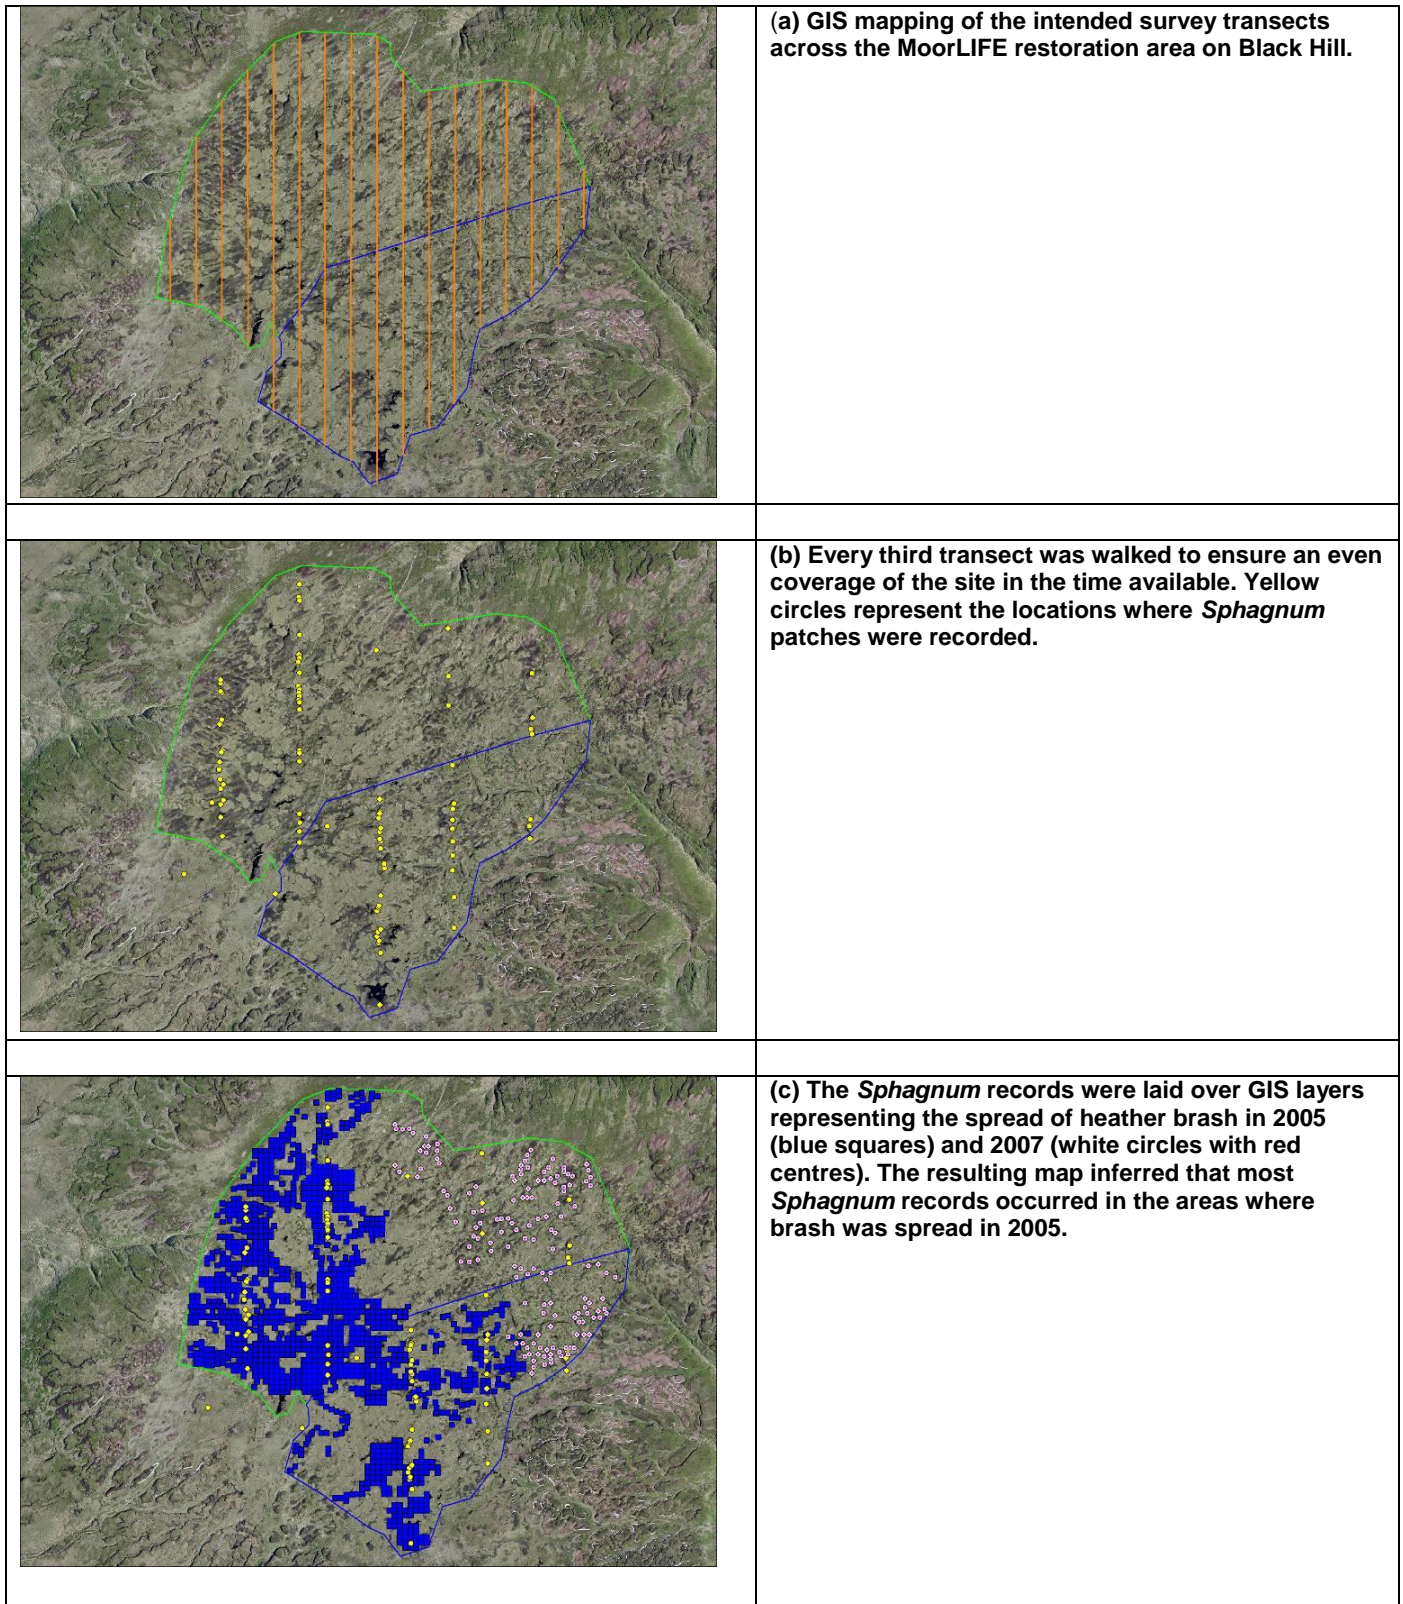 (a) GIS mapping of the intended survey transects
across the MoorLIFE restoration area on Black Hill.
(b) Every third transect was walked to ensure an even
coverage of the site in the time available. Yellow
circles represent the locations where Sphagnum
patches were recorded.
(c) The Sphagnum records were laid over GIS layers
representing the spread of heather brash in 2005
(blue squares) and 2007 (white circles with red
centres). The resulting map inferred that most
Sphagnum records occurred in the areas where
brash was spread in 2005.